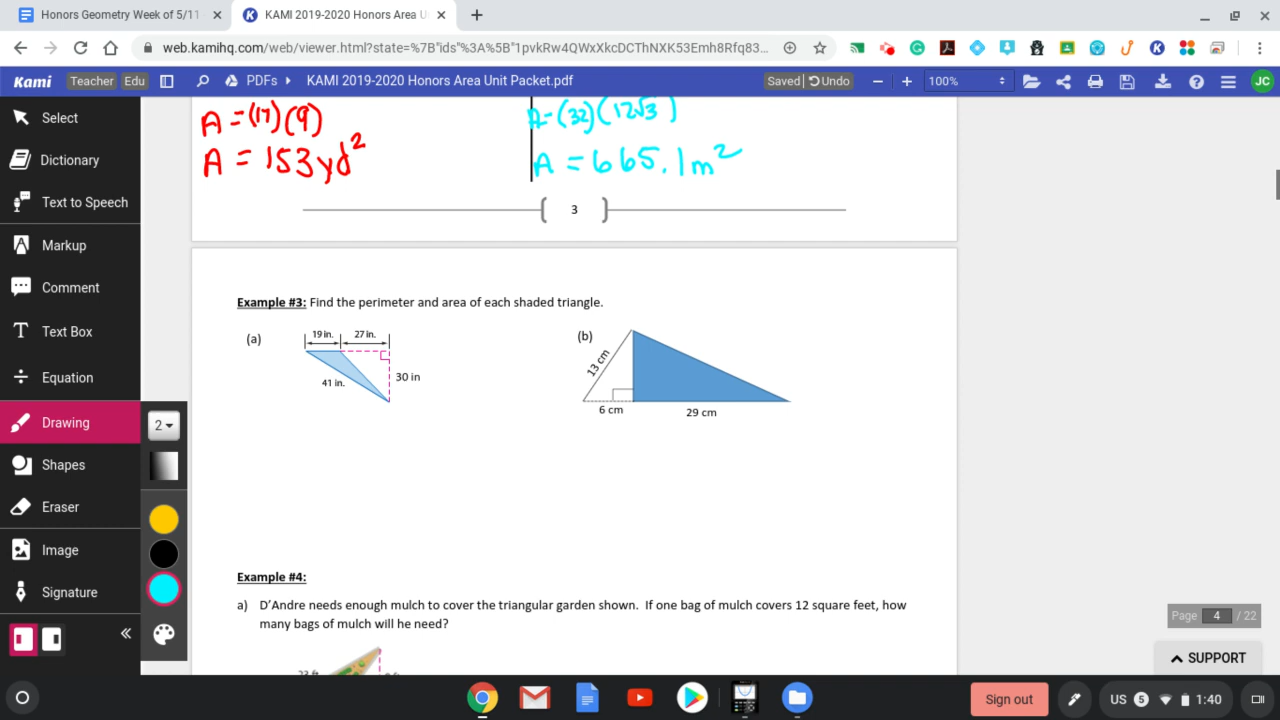 Honors Geometry Week of 5/11
KAMI 2019-2020 Honors Area U
web.kamihq.com/web/viewer.html?state=%7B"ids"%3A%5B"1pvkRw4QWxXkcDCThNXK53Emh8Rfq83...
Kami Teacher Edu PDFs KAMI 2019-2020 Honors Area Unit Packet.pdf Saved Undo 100% JC
Select
Dictionary
Text to Speech
Markup
Comment
Text Box
Equation
Drawing
Shapes
Eraser
Image
Signature
2
A = (17)(9)
A = 153 yd²
A = (32)(12√3)
A = 665.1 m²
3
Example #3: Find the perimeter and area of each shaded triangle.
(a)
19 in. 27 in.
41 in.
30 in
(b)
13 cm
6 cm
29 cm
Example #4:
a) D'Andre needs enough mulch to cover the triangular garden shown. If one bag of mulch covers 12 square feet, how
many bags of mulch will he need?
Page 4 / 22
SUPPORT
Sign out US 5 1:40